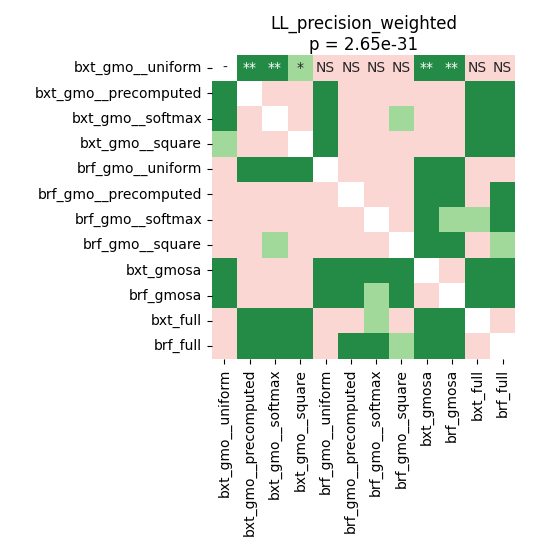 LL_precision_weighted
p = 2.65e-31
bxt_gmo__uniform - ** ** * NS NS NS NS ** ** NS NS
bxt_gmo__precomputed
bxt_gmo__softmax
bxt_gmo__square
brf_gmo__uniform
brf_gmo__precomputed
brf_gmo__softmax
brf_gmo__square
bxt_gmosa
brf_gmosa
bxt_full
brf_full
bxt_gmo__uniform
bxt_gmo__precomputed
bxt_gmo__softmax
bxt_gmo__square
brf_gmo__uniform
brf_gmo__precomputed
brf_gmo__softmax
brf_gmo__square
bxt_gmosa
brf_gmosa
bxt_full
brf_full